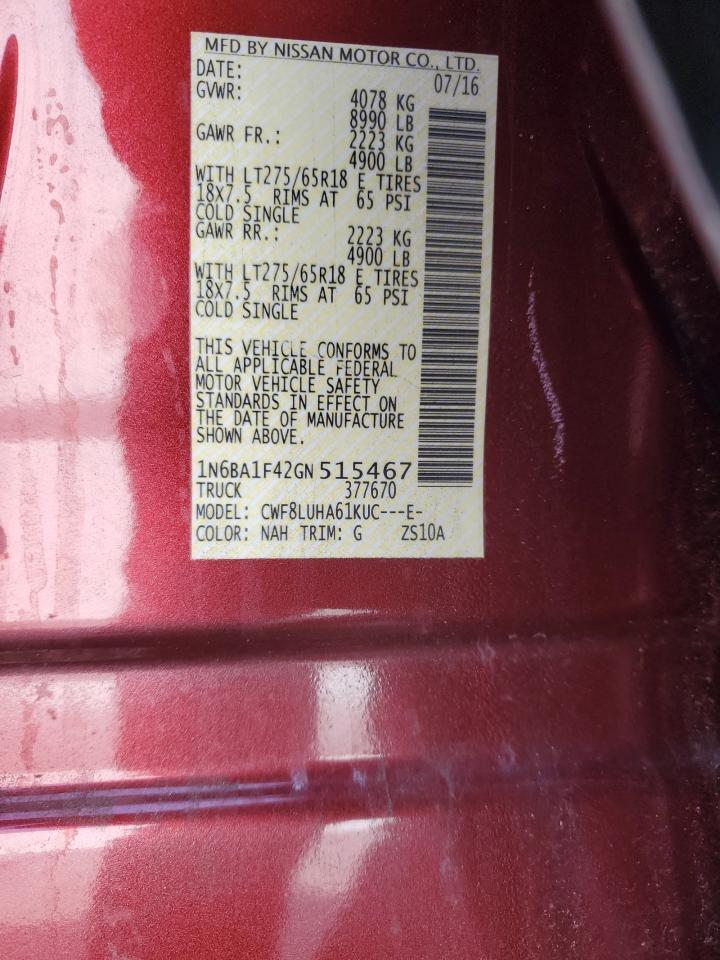 MFD BY NISSAN MOTOR CO., LTD.
DATE: 07/16
GVWR: 4078 KG
8990 LB
GAWR FR.: 2223 KG
4900 LB
WITH LT275/65R18 E TIRES
18X7.5 RIMS AT 65 PSI
COLD SINGLE
GAWR RR.: 2223 KG
4900 LB
WITH LT275/65R18 E TIRES
18X7.5 RIMS AT 65 PSI
COLD SINGLE
THIS VEHICLE CONFORMS TO
ALL APPLICABLE FEDERAL
MOTOR VEHICLE SAFETY
STANDARDS IN EFFECT ON
THE DATE OF MANUFACTURE
SHOWN ABOVE.
1N6BA1F42GN 515467
TRUCK 377670
MODEL: CWF8LUHA61KUC---E-
COLOR: NAH TRIM: G ZS10A